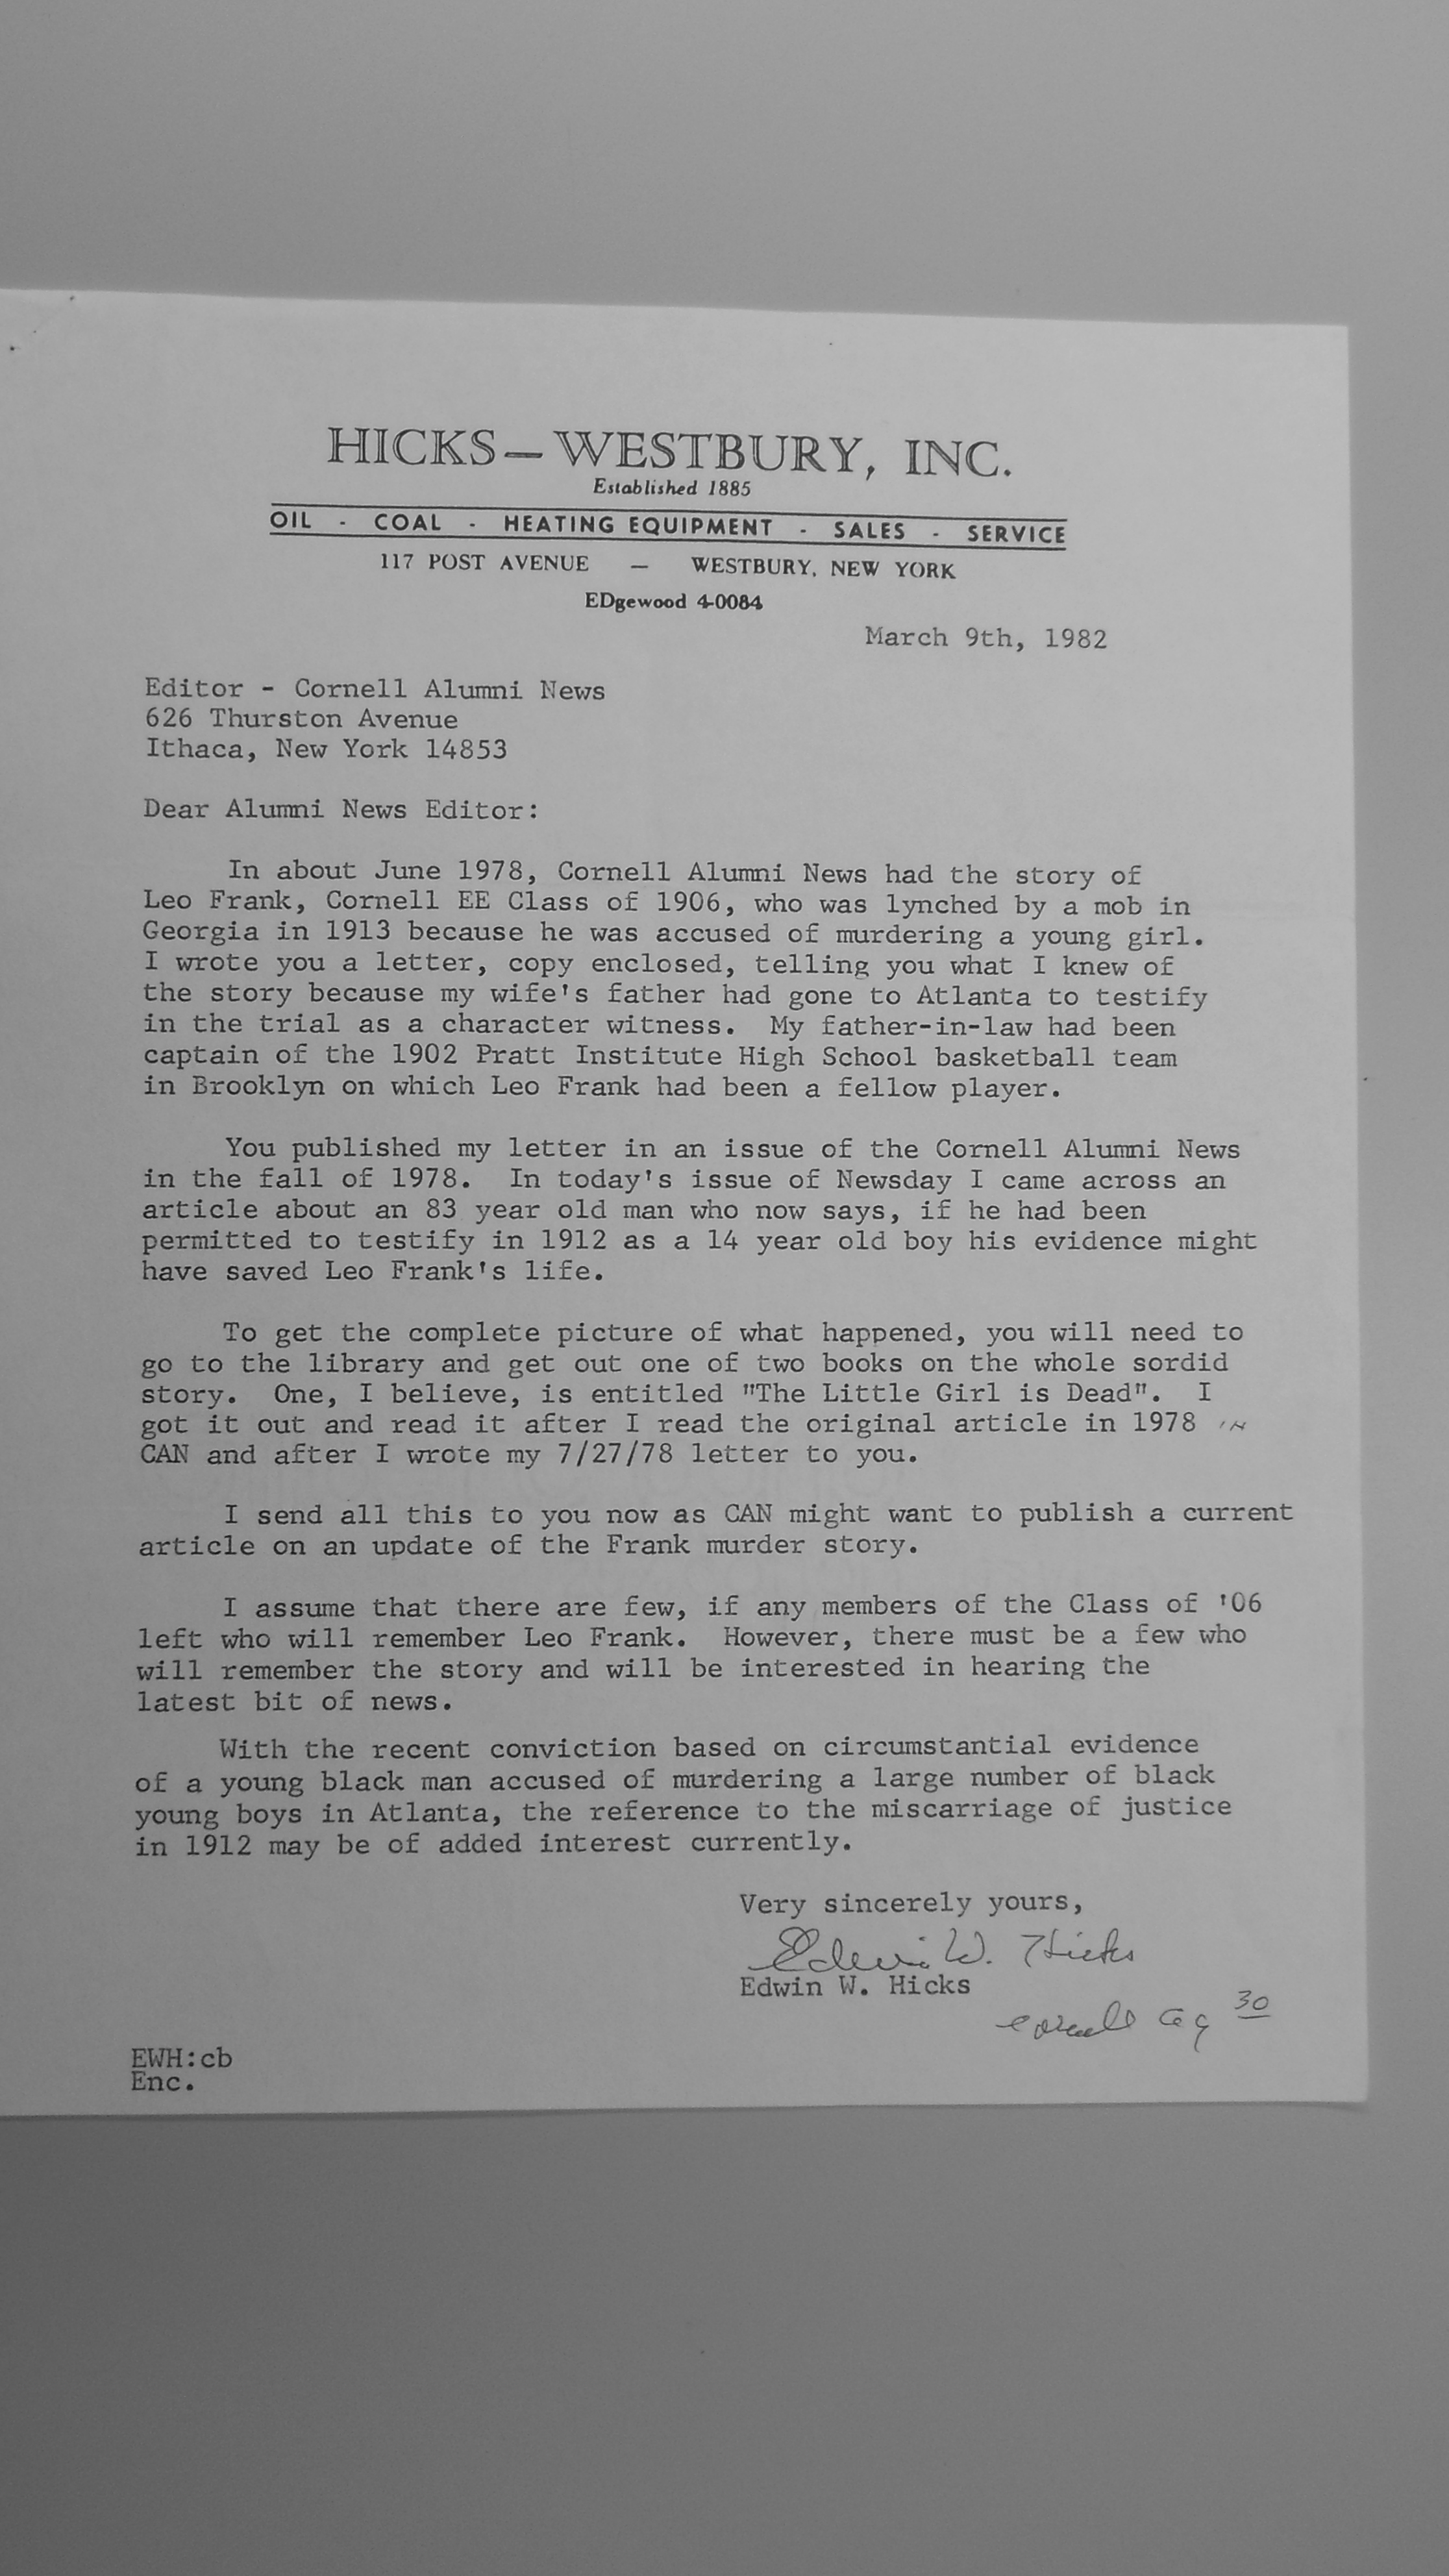 HICKS — WESTBURY, INC.
Established 1885
OIL - COAL - HEATING EQUIPMENT - SALES - SERVICE
117 POST AVENUE — WESTBURY, NEW YORK
EDgewood 4-0084
March 9th, 1982
Editor - Cornell Alumni News
626 Thurston Avenue
Ithaca, New York 14853
Dear Alumni News Editor:
In about June 1978, Cornell Alumni News had the story of
Leo Frank, Cornell EE Class of 1906, who was lynched by a mob in
Georgia in 1913 because he was accused of murdering a young girl.
I wrote you a letter, copy enclosed, telling you what I knew of
the story because my wife's father had gone to Atlanta to testify
in the trial as a character witness. My father-in-law had been
captain of the 1902 Pratt Institute High School basketball team
in Brooklyn on which Leo Frank had been a fellow player.
You published my letter in an issue of the Cornell Alumni News
in the fall of 1978. In today's issue of Newsday I came across an
article about an 83 year old man who now says, if he had been
permitted to testify in 1912 as a 14 year old boy his evidence might
have saved Leo Frank's life.
To get the complete picture of what happened, you will need to
go to the library and get out one of two books on the whole sordid
story. One, I believe, is entitled "The Little Girl is Dead". I
got it out and read it after I read the original article in 1978 in
CAN and after I wrote my 7/27/78 letter to you.
I send all this to you now as CAN might want to publish a current
article on an update of the Frank murder story.
I assume that there are few, if any members of the Class of '06
left who will remember Leo Frank. However, there must be a few who
will remember the story and will be interested in hearing the
latest bit of news.
With the recent conviction based on circumstantial evidence
of a young black man accused of murdering a large number of black
young boys in Atlanta, the reference to the miscarriage of justice
in 1912 may be of added interest currently.
Very sincerely yours,
Edwin W. Hicks
Edwin W. Hicks
Cornell Ag 30
EWH:cb
Enc.